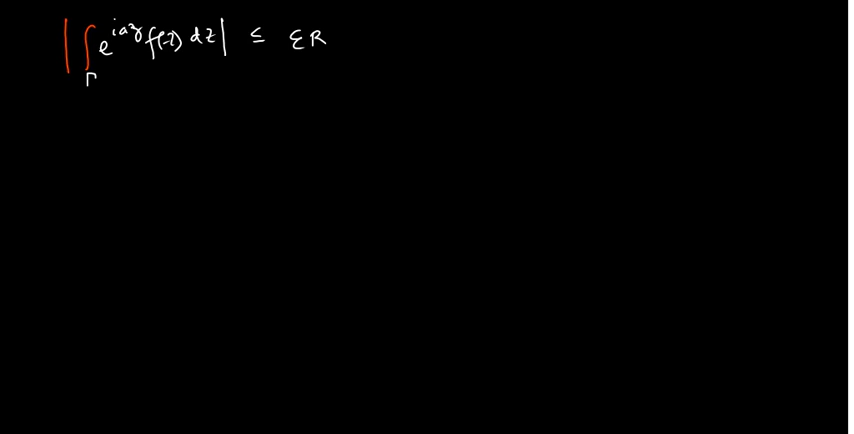 | ∫_Γ e^{iaz} f(z) dz | ≤ εR